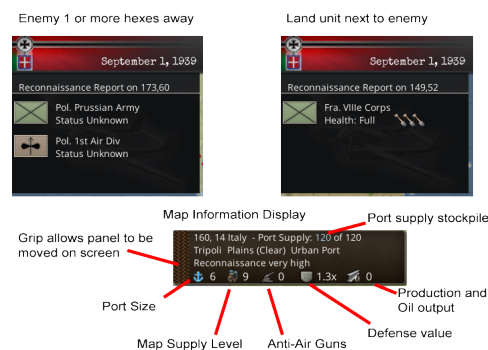 Enemy 1 or more hexes away
Land unit next to enemy
September 1, 1939
Reconnaissance Report on 173,60
Pol. Prussian Army
Status Unknown
Pol. 1st Air Div
Status Unknown
September 1, 1939
Reconnaissance Report on 149,52
Fra. VIIIe Corps
Health: Full
Map Information Display
Port supply stockpile
Grip allows panel to be
moved on screen
160, 14 Italy - Port Supply: 120 of 120
Tripoli Plains (Clear) Urban Port
Reconnaissance very high
6 9 0 1.3x 0
Port Size
Production and
Oil output
Map Supply Level
Anti-Air Guns
Defense value